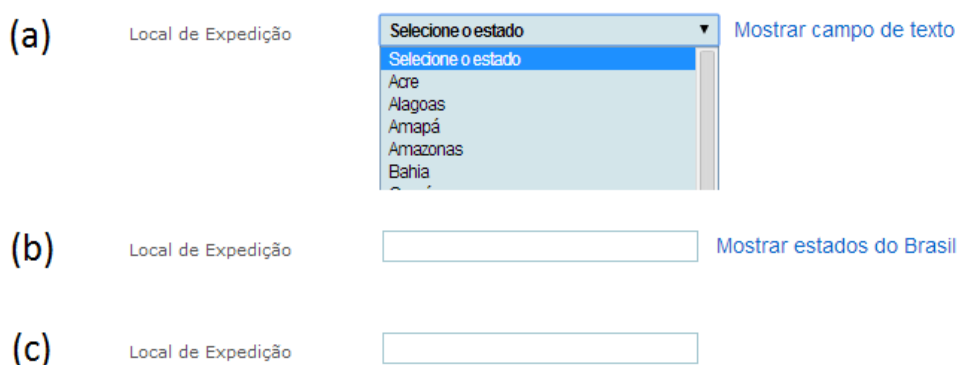 (a) Local de Expedição Selecione o estado ▼ Mostrar campo de texto
Selecione o estado
Acre
Alagoas
Amapá
Amazonas
Bahia
(b) Local de Expedição Mostrar estados do Brasil
(c) Local de Expedição